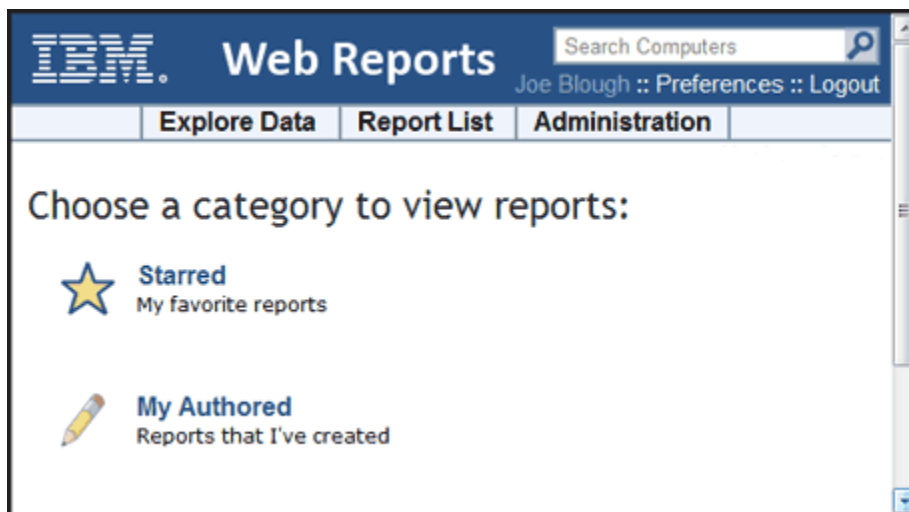 IBM. Web Reports
Search Computers
Joe Blough :: Preferences :: Logout
Explore Data Report List Administration
Choose a category to view reports:
Starred
My favorite reports
My Authored
Reports that I've created